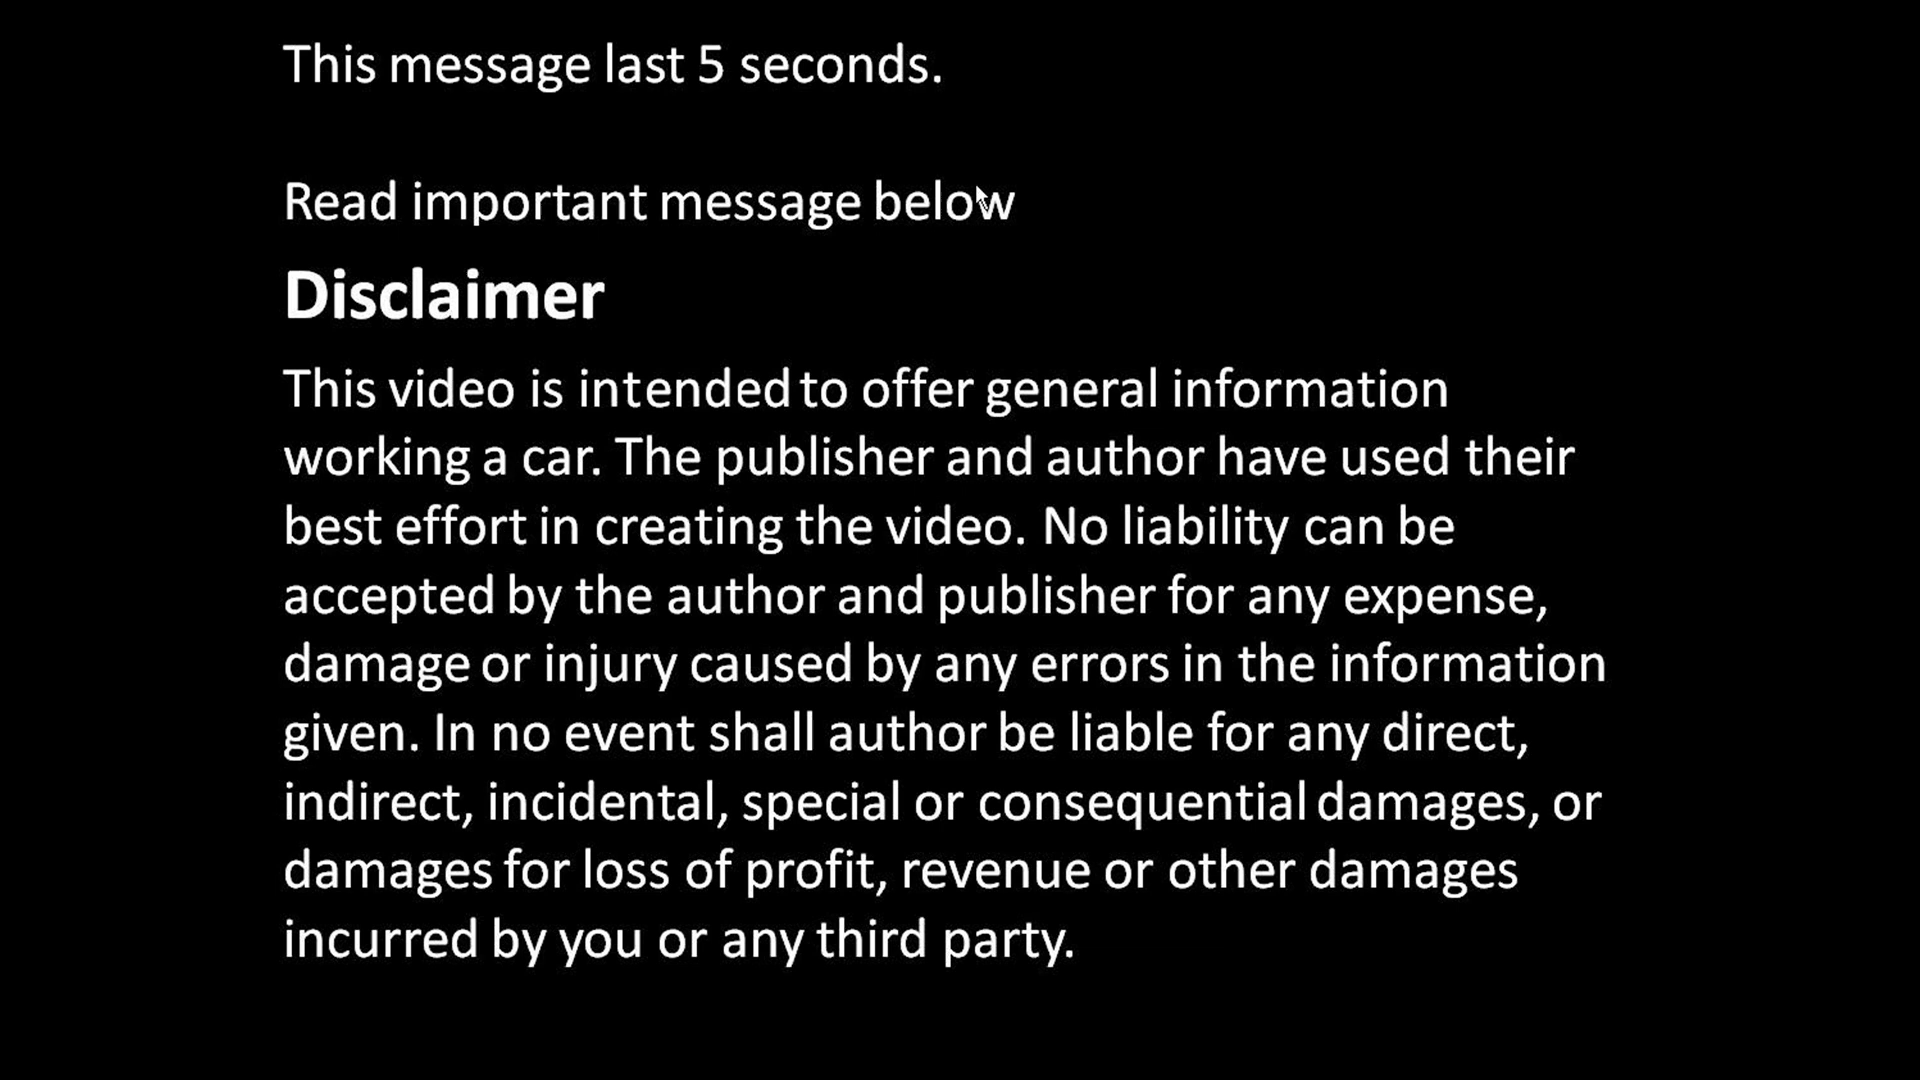 This message last 5 seconds.
Read important message below
Disclaimer
This video is intended to offer general information
working a car. The publisher and author have used their
best effort in creating the video. No liability can be
accepted by the author and publisher for any expense,
damage or injury caused by any errors in the information
given. In no event shall author be liable for any direct,
indirect, incidental, special or consequential damages, or
damages for loss of profit, revenue or other damages
incurred by you or any third party.